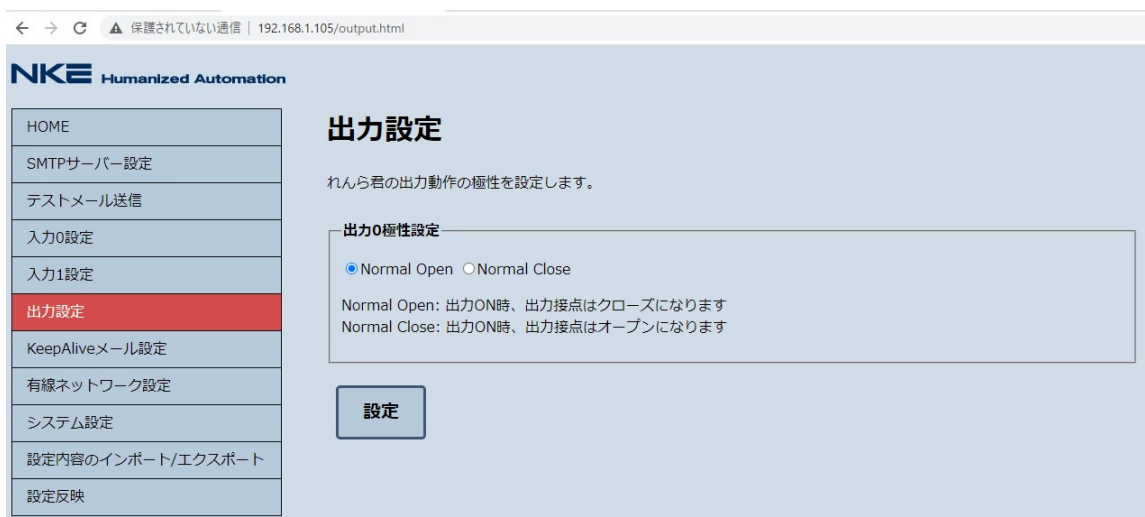 保護されていない通信 | 192.168.1.105/output.html
NKE Humanized Automation
HOME
SMTPサーバー設定
テストメール送信
入力0設定
入力1設定
出力設定
KeepAliveメール設定
有線ネットワーク設定
システム設定
設定内容のインポート/エクスポート
設定反映
出力設定
れんら君の出力動作の極性を設定します。
出力0極性設定
Normal Open Normal Close
Normal Open: 出力ON時、出力接点はクローズになります
Normal Close: 出力ON時、出力接点はオープンになります
設定